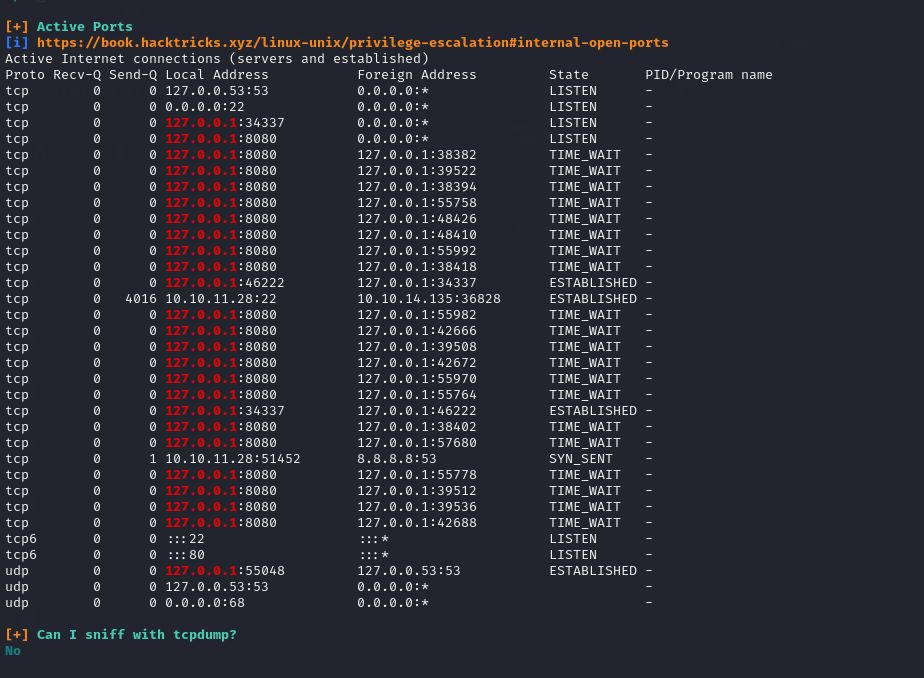 [+] Active Ports
[i] https://book.hacktricks.xyz/linux-unix/privilege-escalation#internal-open-ports
Active Internet connections (servers and established)
Proto Recv-Q Send-Q Local Address           Foreign Address         State       PID/Program name
tcp        0      0 127.0.0.53:53           0.0.0.0:*               LISTEN      -
tcp        0      0 0.0.0.0:22              0.0.0.0:*               LISTEN      -
tcp        0      0 127.0.0.1:34337         0.0.0.0:*               LISTEN      -
tcp        0      0 127.0.0.1:8080          0.0.0.0:*               LISTEN      -
tcp        0      0 127.0.0.1:8080          127.0.0.1:38382         TIME_WAIT   -
tcp        0      0 127.0.0.1:8080          127.0.0.1:39522         TIME_WAIT   -
tcp        0      0 127.0.0.1:8080          127.0.0.1:38394         TIME_WAIT   -
tcp        0      0 127.0.0.1:8080          127.0.0.1:55758         TIME_WAIT   -
tcp        0      0 127.0.0.1:8080          127.0.0.1:48426         TIME_WAIT   -
tcp        0      0 127.0.0.1:8080          127.0.0.1:48410         TIME_WAIT   -
tcp        0      0 127.0.0.1:8080          127.0.0.1:55992         TIME_WAIT   -
tcp        0      0 127.0.0.1:8080          127.0.0.1:38418         TIME_WAIT   -
tcp        0      0 127.0.0.1:46222         127.0.0.1:34337         ESTABLISHED -
tcp        0   4016 10.10.11.28:22          10.10.14.135:36828      ESTABLISHED -
tcp        0      0 127.0.0.1:8080          127.0.0.1:55982         TIME_WAIT   -
tcp        0      0 127.0.0.1:8080          127.0.0.1:42666         TIME_WAIT   -
tcp        0      0 127.0.0.1:8080          127.0.0.1:39508         TIME_WAIT   -
tcp        0      0 127.0.0.1:8080          127.0.0.1:42672         TIME_WAIT   -
tcp        0      0 127.0.0.1:8080          127.0.0.1:55970         TIME_WAIT   -
tcp        0      0 127.0.0.1:8080          127.0.0.1:55764         TIME_WAIT   -
tcp        0      0 127.0.0.1:34337         127.0.0.1:46222         ESTABLISHED -
tcp        0      0 127.0.0.1:8080          127.0.0.1:38402         TIME_WAIT   -
tcp        0      0 127.0.0.1:8080          127.0.0.1:57680         TIME_WAIT   -
tcp        0      1 10.10.11.28:51452       8.8.8.8:53              SYN_SENT    -
tcp        0      0 127.0.0.1:8080          127.0.0.1:55778         TIME_WAIT   -
tcp        0      0 127.0.0.1:8080          127.0.0.1:39512         TIME_WAIT   -
tcp        0      0 127.0.0.1:8080          127.0.0.1:39536         TIME_WAIT   -
tcp        0      0 127.0.0.1:8080          127.0.0.1:42688         TIME_WAIT   -
tcp6       0      0 :::22                   :::*                    LISTEN      -
tcp6       0      0 :::80                   :::*                    LISTEN      -
udp        0      0 127.0.0.1:55048         127.0.0.53:53           ESTABLISHED -
udp        0      0 127.0.0.53:53           0.0.0.0:*                           -
udp        0      0 0.0.0.0:68              0.0.0.0:*                           -
[+] Can I sniff with tcpdump?
No